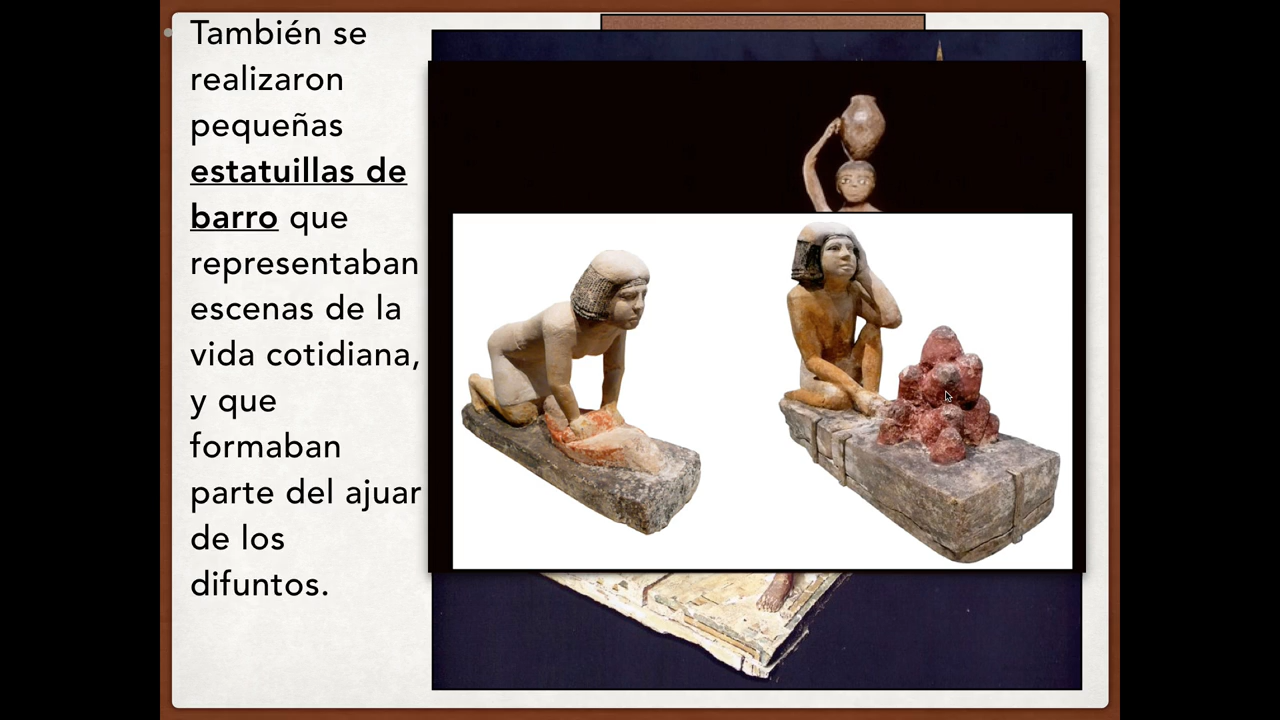 También se
realizaron
pequeñas
estatuillas de
barro que
representaban
escenas de la
vida cotidiana,
y que
formaban
parte del ajuar
de los
difuntos.